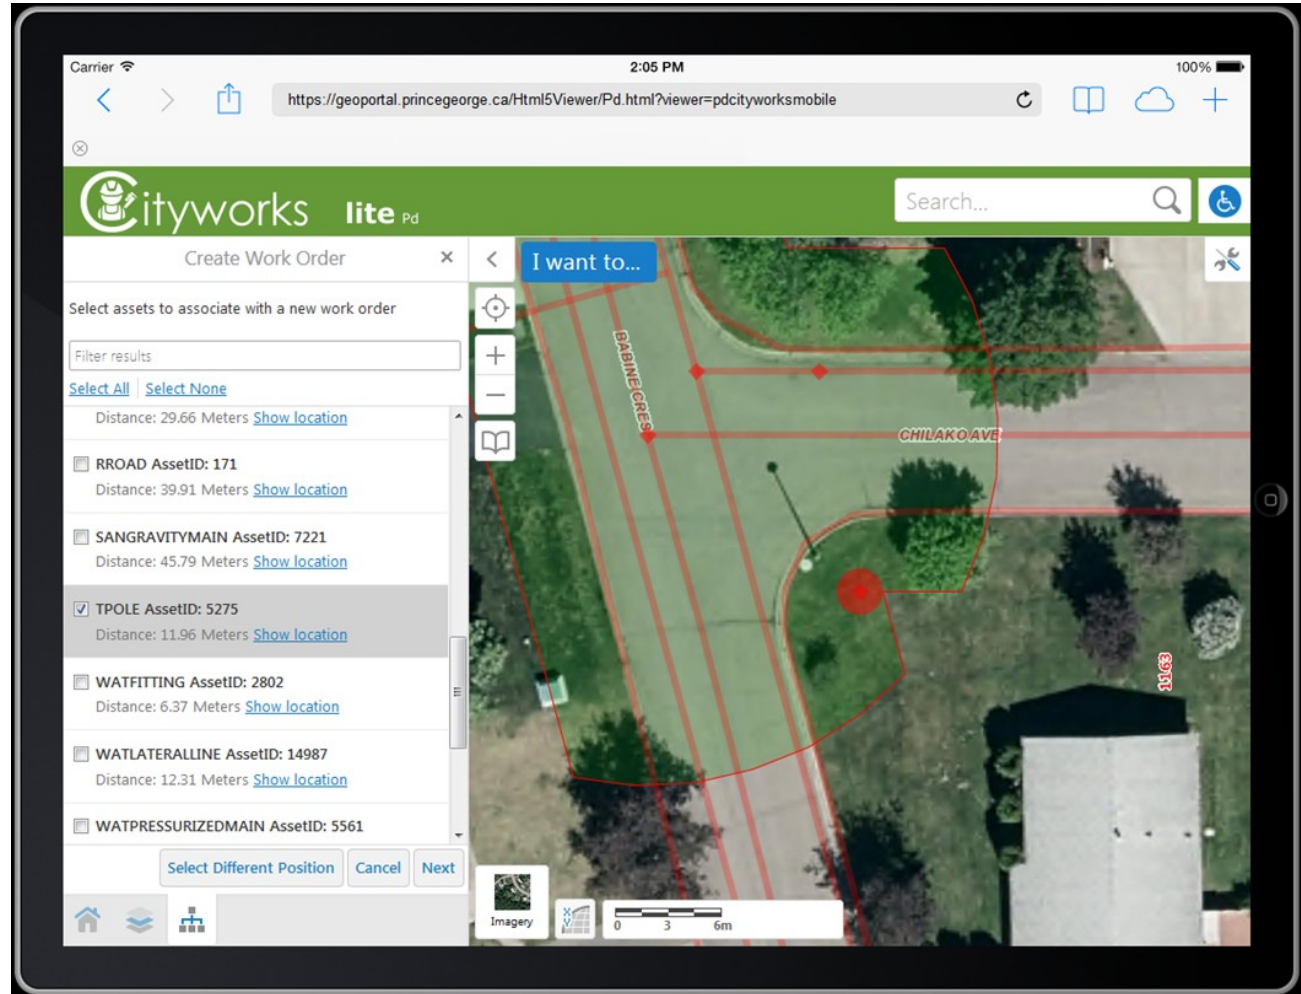 Carrier
2:05 PM
100%
https://geoportal.princegeorge.ca/Html5Viewer/Pd.html?viewer=pdcityworksmobile
Cityworks lite Pd
Search...
Create Work Order
I want to...
Select assets to associate with a new work order
Filter results
Select All Select None
Distance: 29.66 Meters Show location
RROAD AssetID: 171
Distance: 39.91 Meters Show location
SANGRAVITYMAIN AssetID: 7221
Distance: 45.79 Meters Show location
TPOLE AssetID: 5275
Distance: 11.96 Meters Show location
WATFITTING AssetID: 2802
Distance: 6.37 Meters Show location
WATLATERALLINE AssetID: 14987
Distance: 12.31 Meters Show location
WATPRESSURIZEDMAIN AssetID: 5561
Select Different Position Cancel Next
BABINE CRES
CHILAKO AVE
1163
Imagery
X Y
0 3 6m